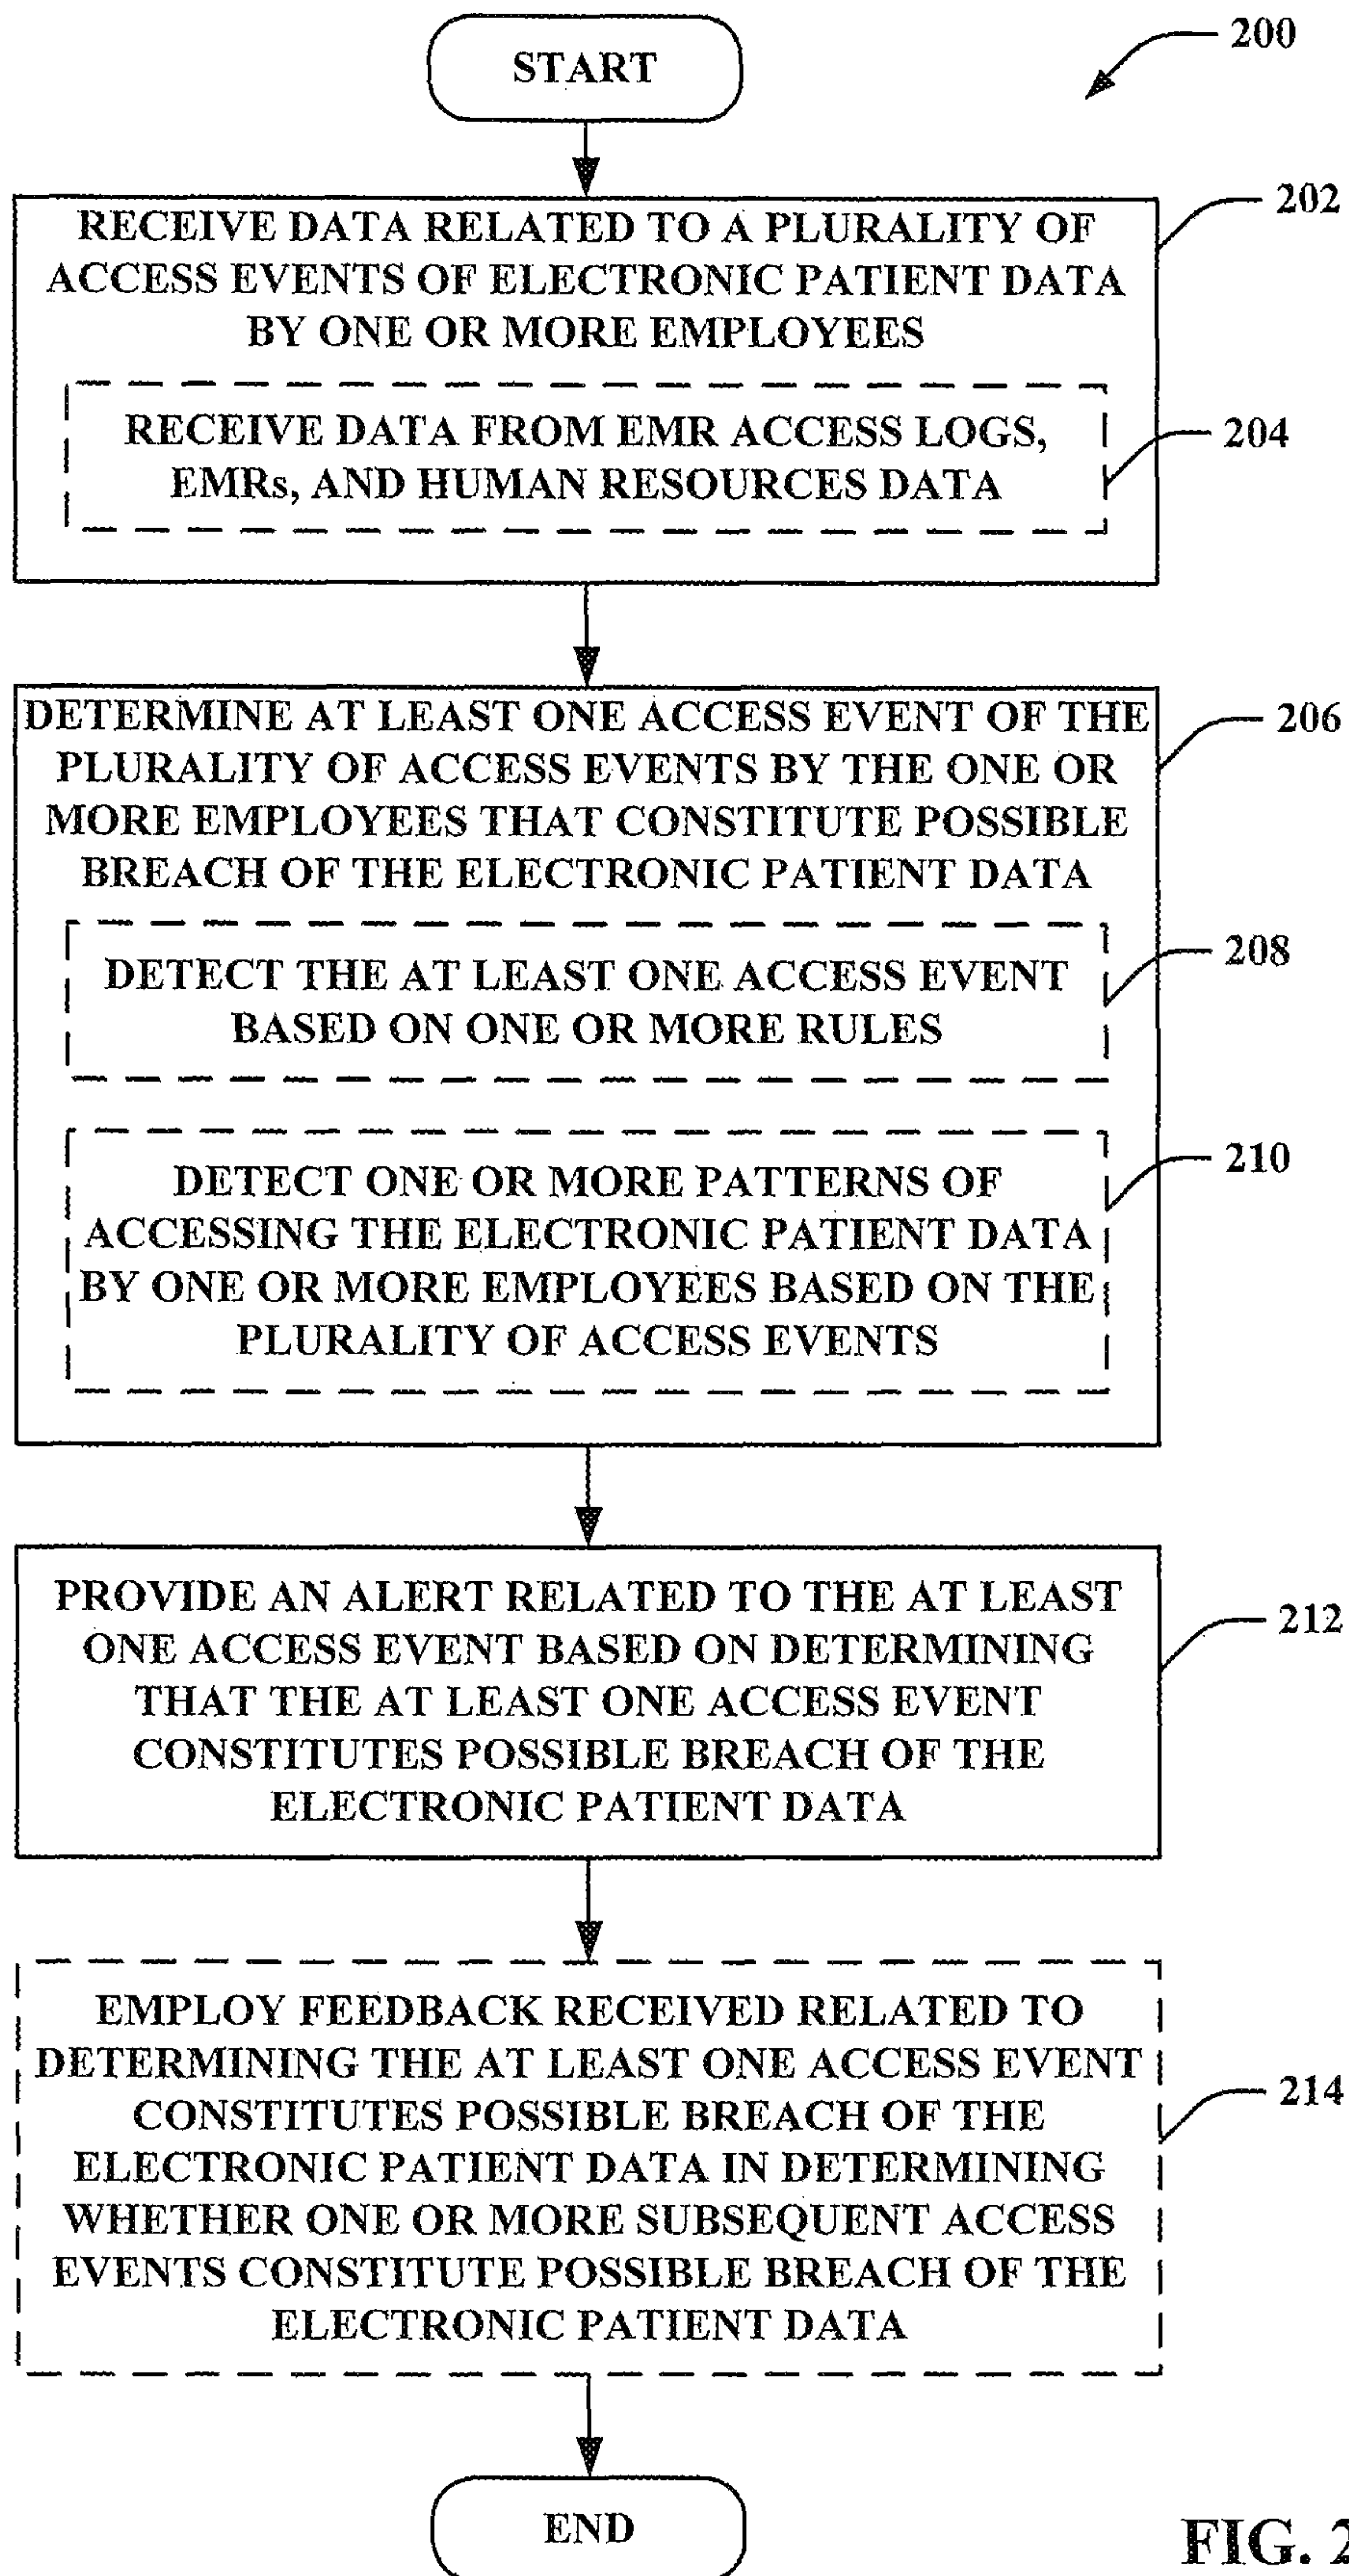 START
200
RECEIVE DATA RELATED TO A PLURALITY OF
ACCESS EVENTS OF ELECTRONIC PATIENT DATA
BY ONE OR MORE EMPLOYEES
202
RECEIVE DATA FROM EMR ACCESS LOGS,
EMRs, AND HUMAN RESOURCES DATA
204
DETERMINE AT LEAST ONE ACCESS EVENT OF THE
PLURALITY OF ACCESS EVENTS BY THE ONE OR
MORE EMPLOYEES THAT CONSTITUTE POSSIBLE
BREACH OF THE ELECTRONIC PATIENT DATA
206
DETECT THE AT LEAST ONE ACCESS EVENT
BASED ON ONE OR MORE RULES
208
DETECT ONE OR MORE PATTERNS OF
ACCESSING THE ELECTRONIC PATIENT DATA
BY ONE OR MORE EMPLOYEES BASED ON THE
PLURALITY OF ACCESS EVENTS
210
PROVIDE AN ALERT RELATED TO THE AT LEAST
ONE ACCESS EVENT BASED ON DETERMINING
THAT THE AT LEAST ONE ACCESS EVENT
CONSTITUTES POSSIBLE BREACH OF THE
ELECTRONIC PATIENT DATA
212
EMPLOY FEEDBACK RECEIVED RELATED TO
DETERMINING THE AT LEAST ONE ACCESS EVENT
CONSTITUTES POSSIBLE BREACH OF THE
ELECTRONIC PATIENT DATA IN DETERMINING
WHETHER ONE OR MORE SUBSEQUENT ACCESS
EVENTS CONSTITUTE POSSIBLE BREACH OF THE
ELECTRONIC PATIENT DATA
214
END
FIG. 2